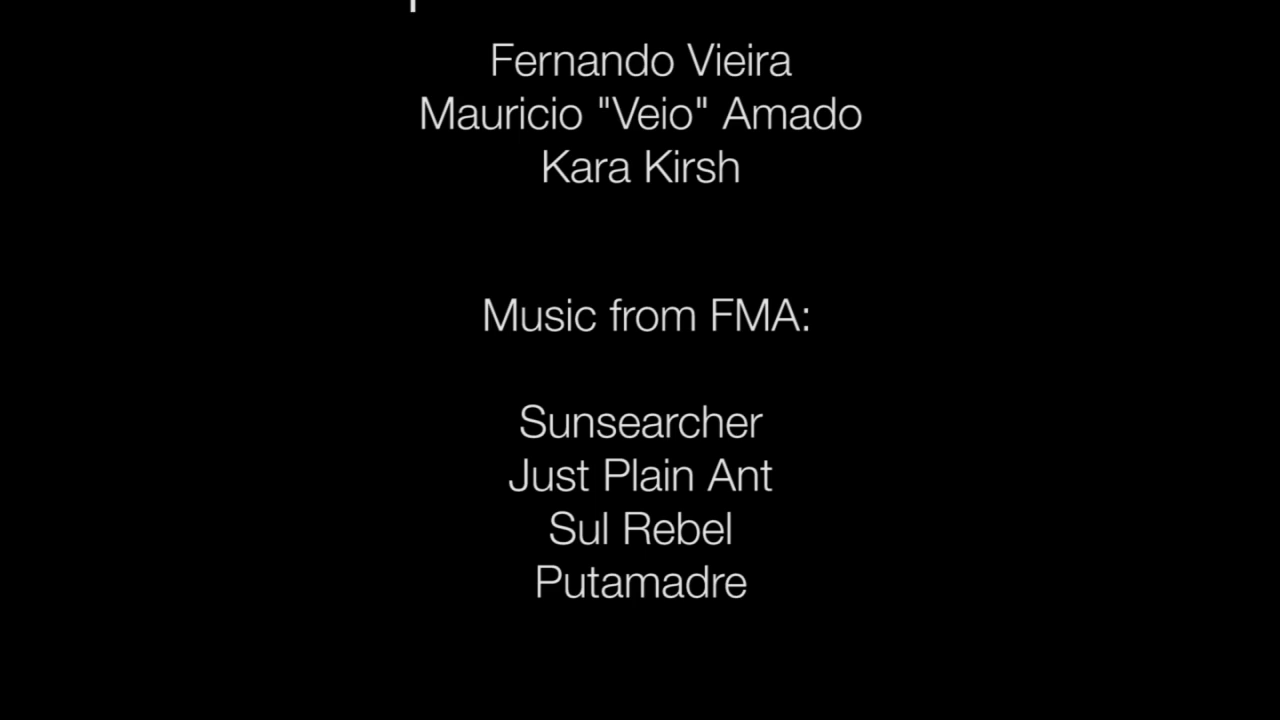 Fernando Vieira
Mauricio "Veio" Amado
Kara Kirsh
Music from FMA:
Sunsearcher
Just Plain Ant
Sul Rebel
Putamadre